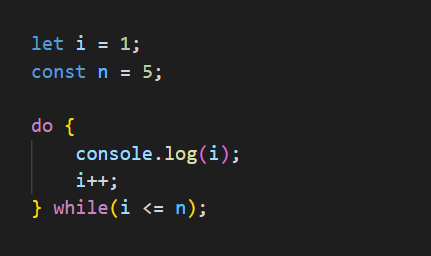 let i = 1;
const n = 5;

do {
    console.log(i);
    i++;
} while(i <= n);